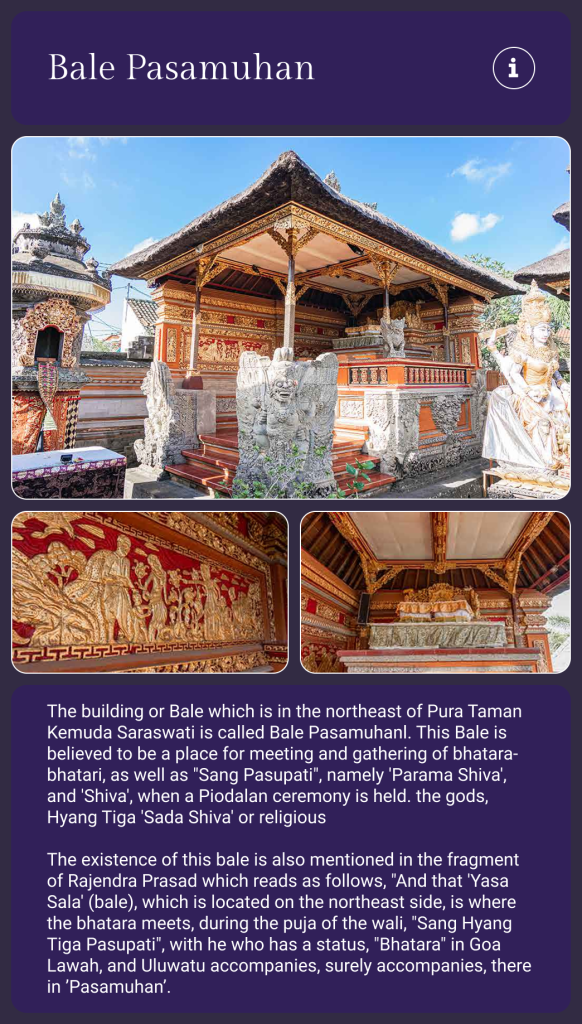 Bale Pasamuhan
i
The building or Bale which is in the northeast of Pura Taman
Kemuda Saraswati is called Bale Pasamuhanl. This Bale is
believed to be a place for meeting and gathering of bhatara-
bhatari, as well as "Sang Pasupati", namely 'Parama Shiva',
and 'Shiva', when a Piodalan ceremony is held. the gods,
Hyang Tiga 'Sada Shiva' or religious
The existence of this bale is also mentioned in the fragment
of Rajendra Prasad which reads as follows, "And that 'Yasa
Sala' (bale), which is located on the northeast side, is where
the bhatara meets, during the puja of the wali, "Sang Hyang
Tiga Pasupati", with he who has a status, "Bhatara" in Goa
Lawah, and Uluwatu accompanies, surely accompanies, there
in ‘Pasamuhan’.